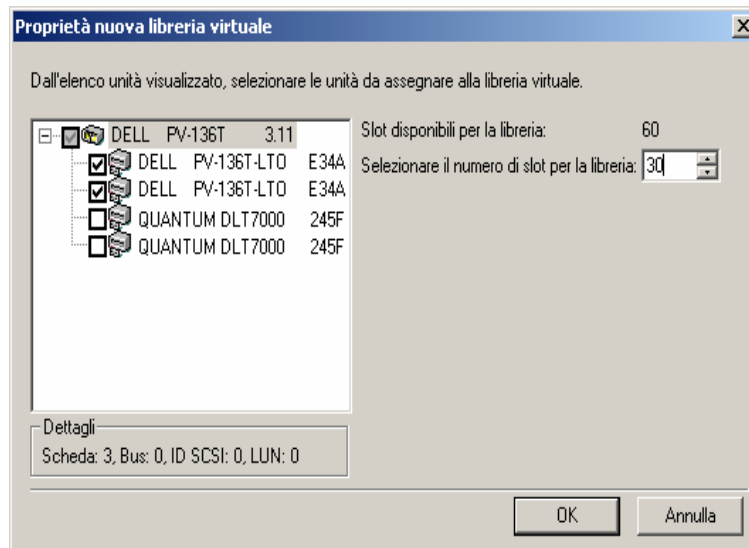 Proprietà nuova libreria virtuale
Dall'elenco unità visualizzato, selezionare le unità da assegnare alla libreria virtuale.
DELL PV-136T 3.11
DELL PV-136T-LTO E34A
DELL PV-136T-LTO E34A
QUANTUM DLT7000 245F
QUANTUM DLT7000 245F
Slot disponibili per la libreria: 60
Selezionare il numero di slot per la libreria: 30
Dettagli
Scheda: 3, Bus: 0, ID SCSI: 0, LUN: 0
OK
Annulla